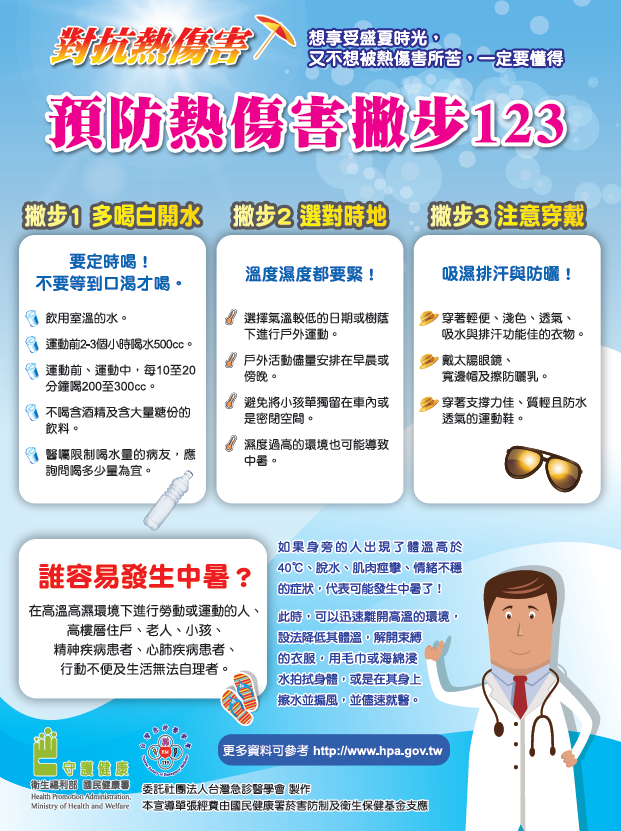 對抗熱傷害
想享受盛夏時光，
又不想被熱傷害所苦，一定要懂得
預防熱傷害撇步123
撇步1 多喝白開水
要定時喝！
不要等到口渴才喝。
飲用室溫的水。
運動前2-3個小時喝水500cc。
運動前、運動中，每10至20
分鐘喝200至300cc。
不喝含酒精及含大量糖份的
飲料。
醫囑限制喝水量的病友，應
詢問喝多少量為宜。
撇步2 選對時地
溫度濕度都要緊！
選擇氣溫較低的日期或樹蔭
下進行戶外運動。
戶外活動儘量安排在早晨或
傍晚。
避免將小孩單獨留在車內或
是密閉空間。
濕度過高的環境也可能導致
中暑。
撇步3 注意穿戴
吸濕排汗與防曬！
穿著輕便、淺色、透氣、
吸水與排汗功能佳的衣物。
戴太陽眼鏡、
寬邊帽及擦防曬乳。
穿著支撐力佳、質輕且防水
透氣的運動鞋。
誰容易發生中暑？
在高溫高濕環境下進行勞動或運動的人、
高樓層住戶、老人、小孩、
精神疾病患者、心肺疾病患者、
行動不便及生活無法自理者。
如果身旁的人出現了體溫高於
40℃、脫水、肌肉痙攣、情緒不穩
的症狀，代表可能發生中暑了！
此時，可以迅速離開高溫的環境，
設法降低其體溫，解開束縛
的衣服，用毛巾或海綿浸
水拍拭身體，或是在其身上
擦水並搧風，並儘速就醫。
更多資料可參考 http://www.hpa.gov.tw
守護健康
衛生福利部 國民健康署
Health Promotion Administration,
Ministry of Health and Welfare
委託社團法人台灣急診醫學會 製作
本宣導單張經費由國民健康署菸害防制及衛生保健基金支應